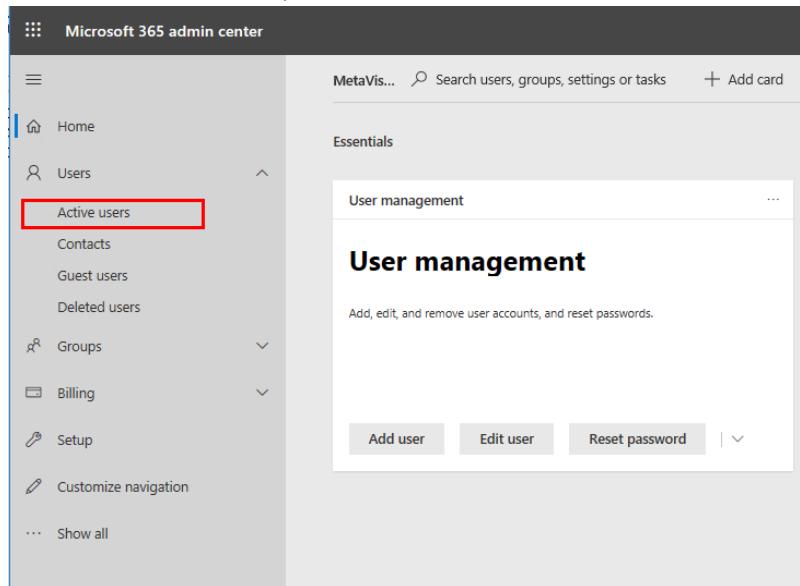 Microsoft 365 admin center
MetaVis... Search users, groups, settings or tasks + Add card
Home
Users
Active users
Contacts
Guest users
Deleted users
Groups
Billing
Setup
Customize navigation
... Show all
Essentials
User management ...
User management
Add, edit, and remove user accounts, and reset passwords.
Add user Edit user Reset password